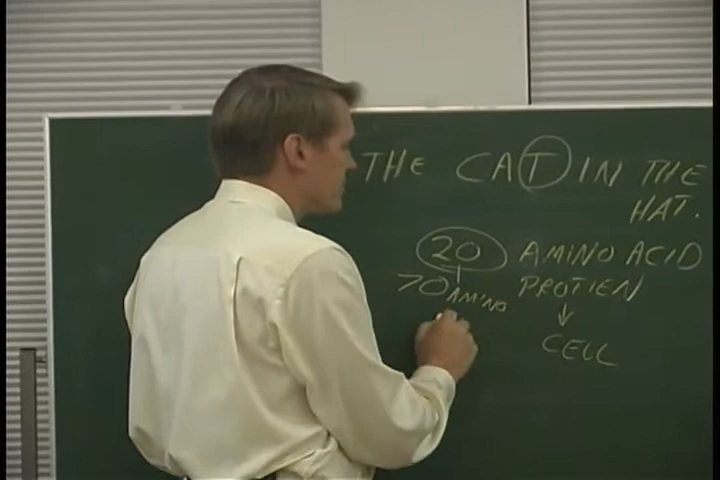 THE CAT IN THE
HAT.
20 AMINO ACID
70 AMINO PROTIEN
CELL